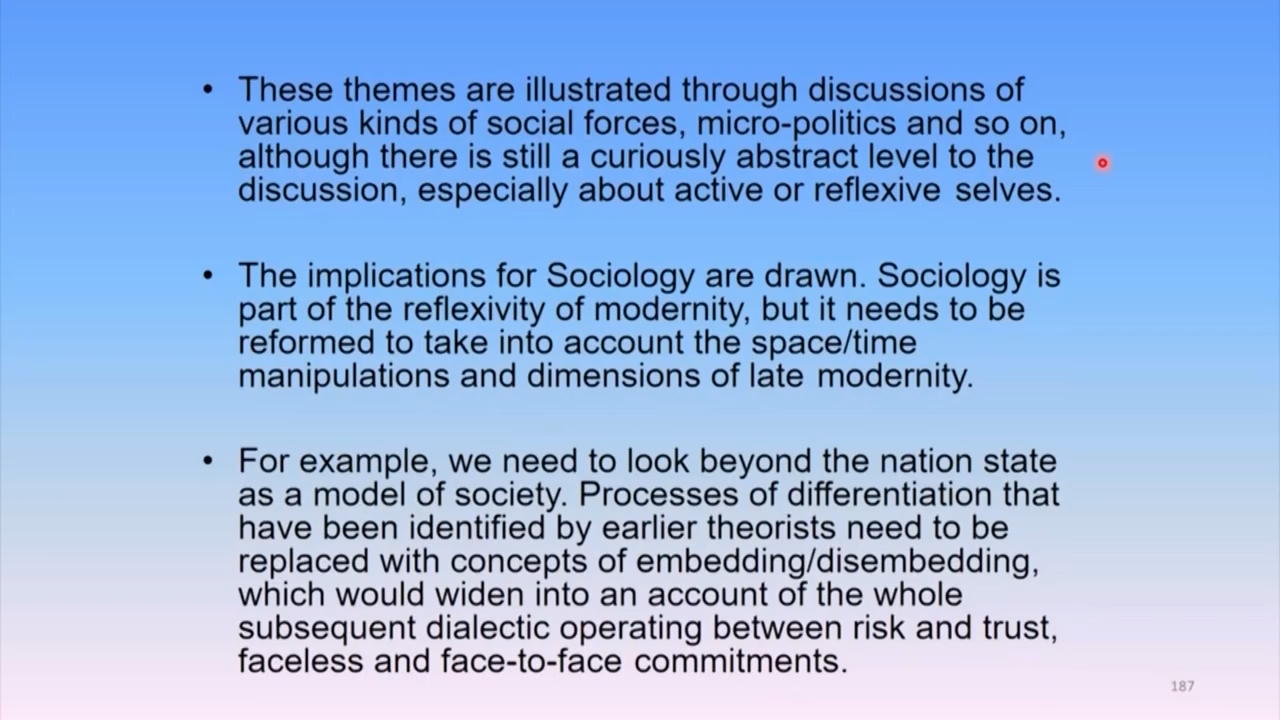 • These themes are illustrated through discussions of
various kinds of social forces, micro-politics and so on,
although there is still a curiously abstract level to the
discussion, especially about active or reflexive selves.
• The implications for Sociology are drawn. Sociology is
part of the reflexivity of modernity, but it needs to be
reformed to take into account the space/time
manipulations and dimensions of late modernity.
• For example, we need to look beyond the nation state
as a model of society. Processes of differentiation that
have been identified by earlier theorists need to be
replaced with concepts of embedding/disembedding,
which would widen into an account of the whole
subsequent dialectic operating between risk and trust,
faceless and face-to-face commitments.
187